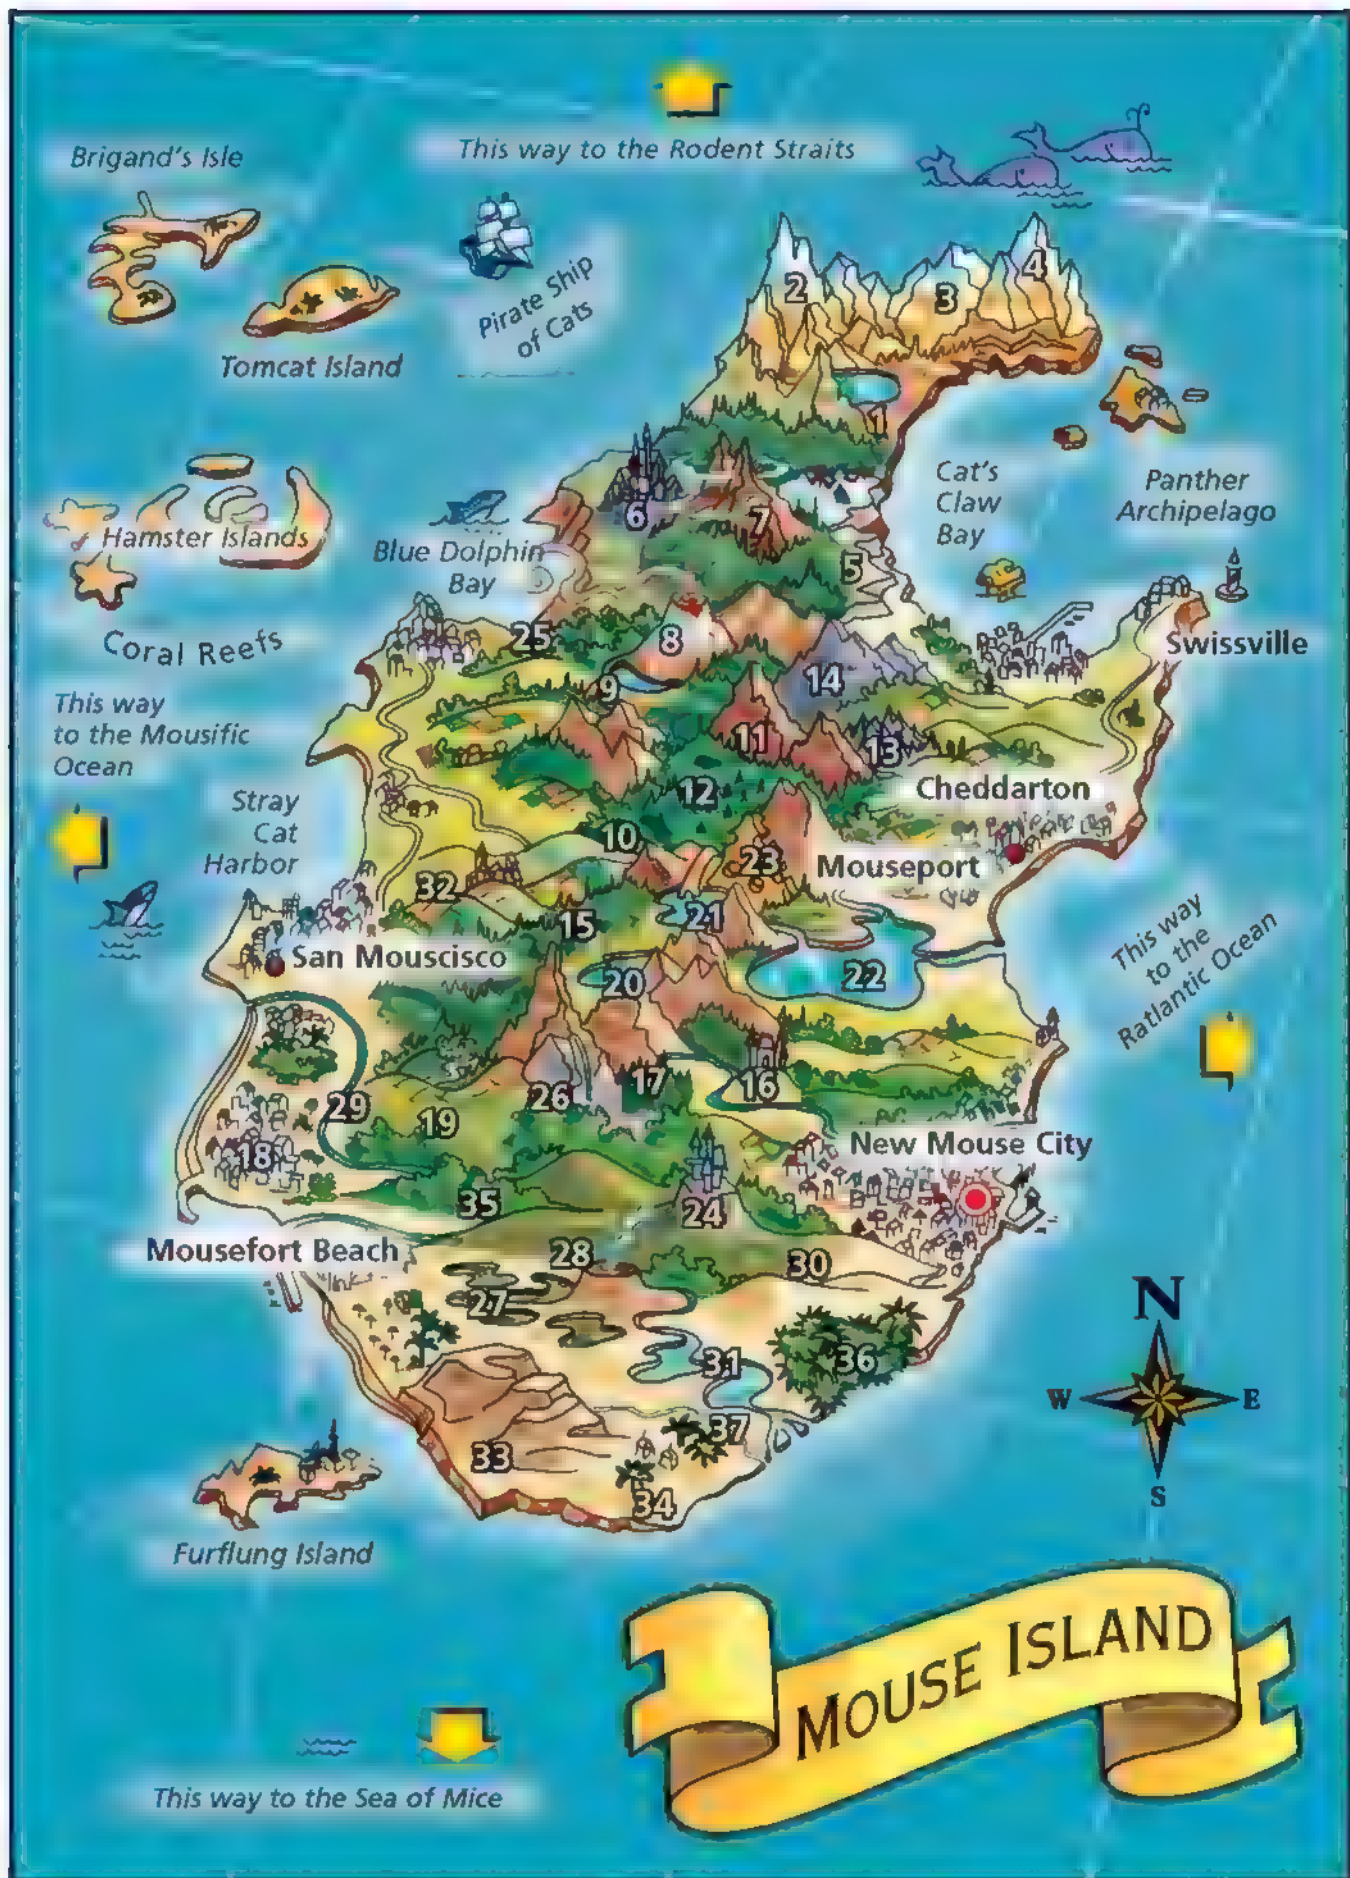 This way to the Rodent Straits
Brigand's Isle
Pirate Ship
of Cats
Tomcat Island
2
3
4
1
Cat's
Claw
Bay
Panther
Archipelago
Hamster Islands
Blue Dolphin
Bay
6
7
5
Coral Reefs
25
8
Swissville
This way
to the Mousific
Ocean
9
14
11
13
12
Cheddarton
Stray
Cat
Harbor
10
23
Mouseport
32
15
21
San Mouscisco
20
22
This way
to the
Ratlantic Ocean
29
19
26
17
16
18
New Mouse City
35
24
Mousefort Beach
28
30
27
31
36
N
W
E
S
37
33
34
Furflung Island
MOUSE ISLAND
This way to the Sea of Mice